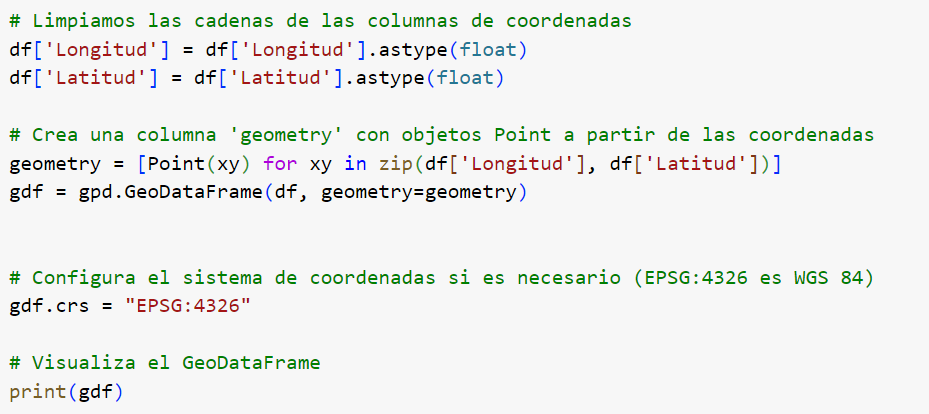 # Limpiamos las cadenas de las columnas de coordenadas
df['Longitud'] = df['Longitud'].astype(float)
df['Latitud'] = df['Latitud'].astype(float)
# Crea una columna 'geometry' con objetos Point a partir de las coordenadas
geometry = [Point(xy) for xy in zip(df['Longitud'], df['Latitud'])]
gdf = gpd.GeoDataFrame(df, geometry=geometry)
# Configura el sistema de coordenadas si es necesario (EPSG:4326 es WGS 84)
gdf.crs = "EPSG:4326"
# Visualiza el GeoDataFrame
print(gdf)